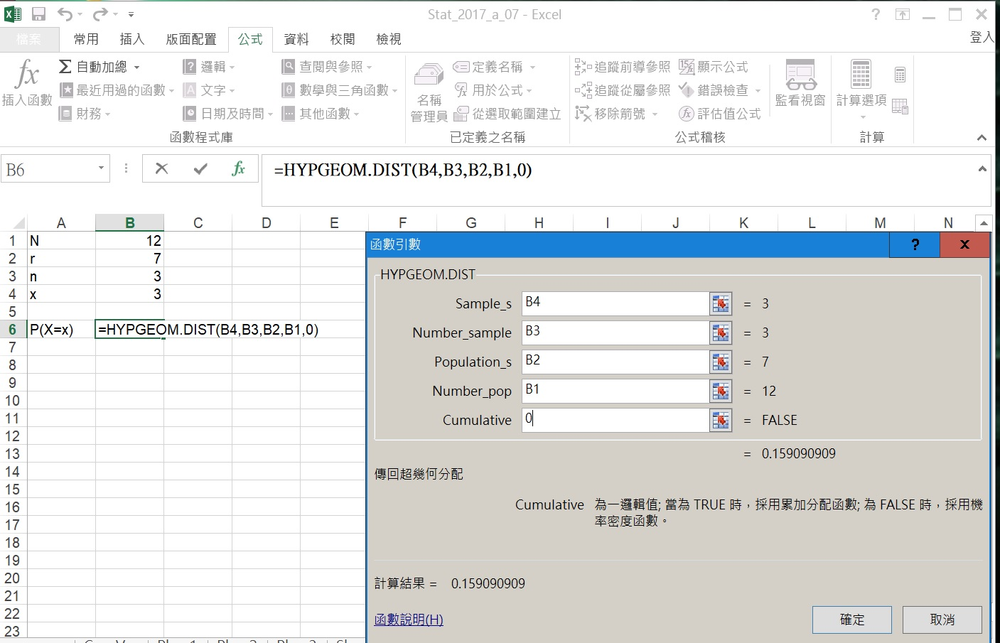 Stat_2017_a_07 - Excel
檔案 常用 插入 版面配置 公式 資料 校閱 檢視 登入
fx 插入函數
Σ 自動加總
最近用過的函數
財務
邏輯
文字
日期及時間
查閱與參照
數學與三角函數
其他函數
函數程式庫
名稱
管理員
定義名稱
用於公式
從選取範圍建立
已定義之名稱
追蹤前導參照
追蹤從屬參照
移除箭號
顯示公式
錯誤檢查
評估值公式
公式稽核
監看視窗
計算選項
計算
B6 fx =HYPGEOM.DIST(B4,B3,B2,B1,0)
A B C D E F G H I J K L M N
1 N 12
2 r 7
3 n 3
4 x 3
5
6 P(X=x) =HYPGEOM.DIST(B4,B3,B2,B1,0)
7
8
9
10
11
12
13
14
15
16
17
18
19
20
21
22
23
函數引數 ? X
HYPGEOM.DIST
Sample_s B4 = 3
Number_sample B3 = 3
Population_s B2 = 7
Number_pop B1 = 12
Cumulative 0 = FALSE
= 0.159090909
傳回超幾何分配
Cumulative 為一邏輯值; 當為 TRUE 時，採用累加分配函數; 為 FALSE 時，採用機
率密度函數。
計算結果 = 0.159090909
函數說明(H) 確定 取消